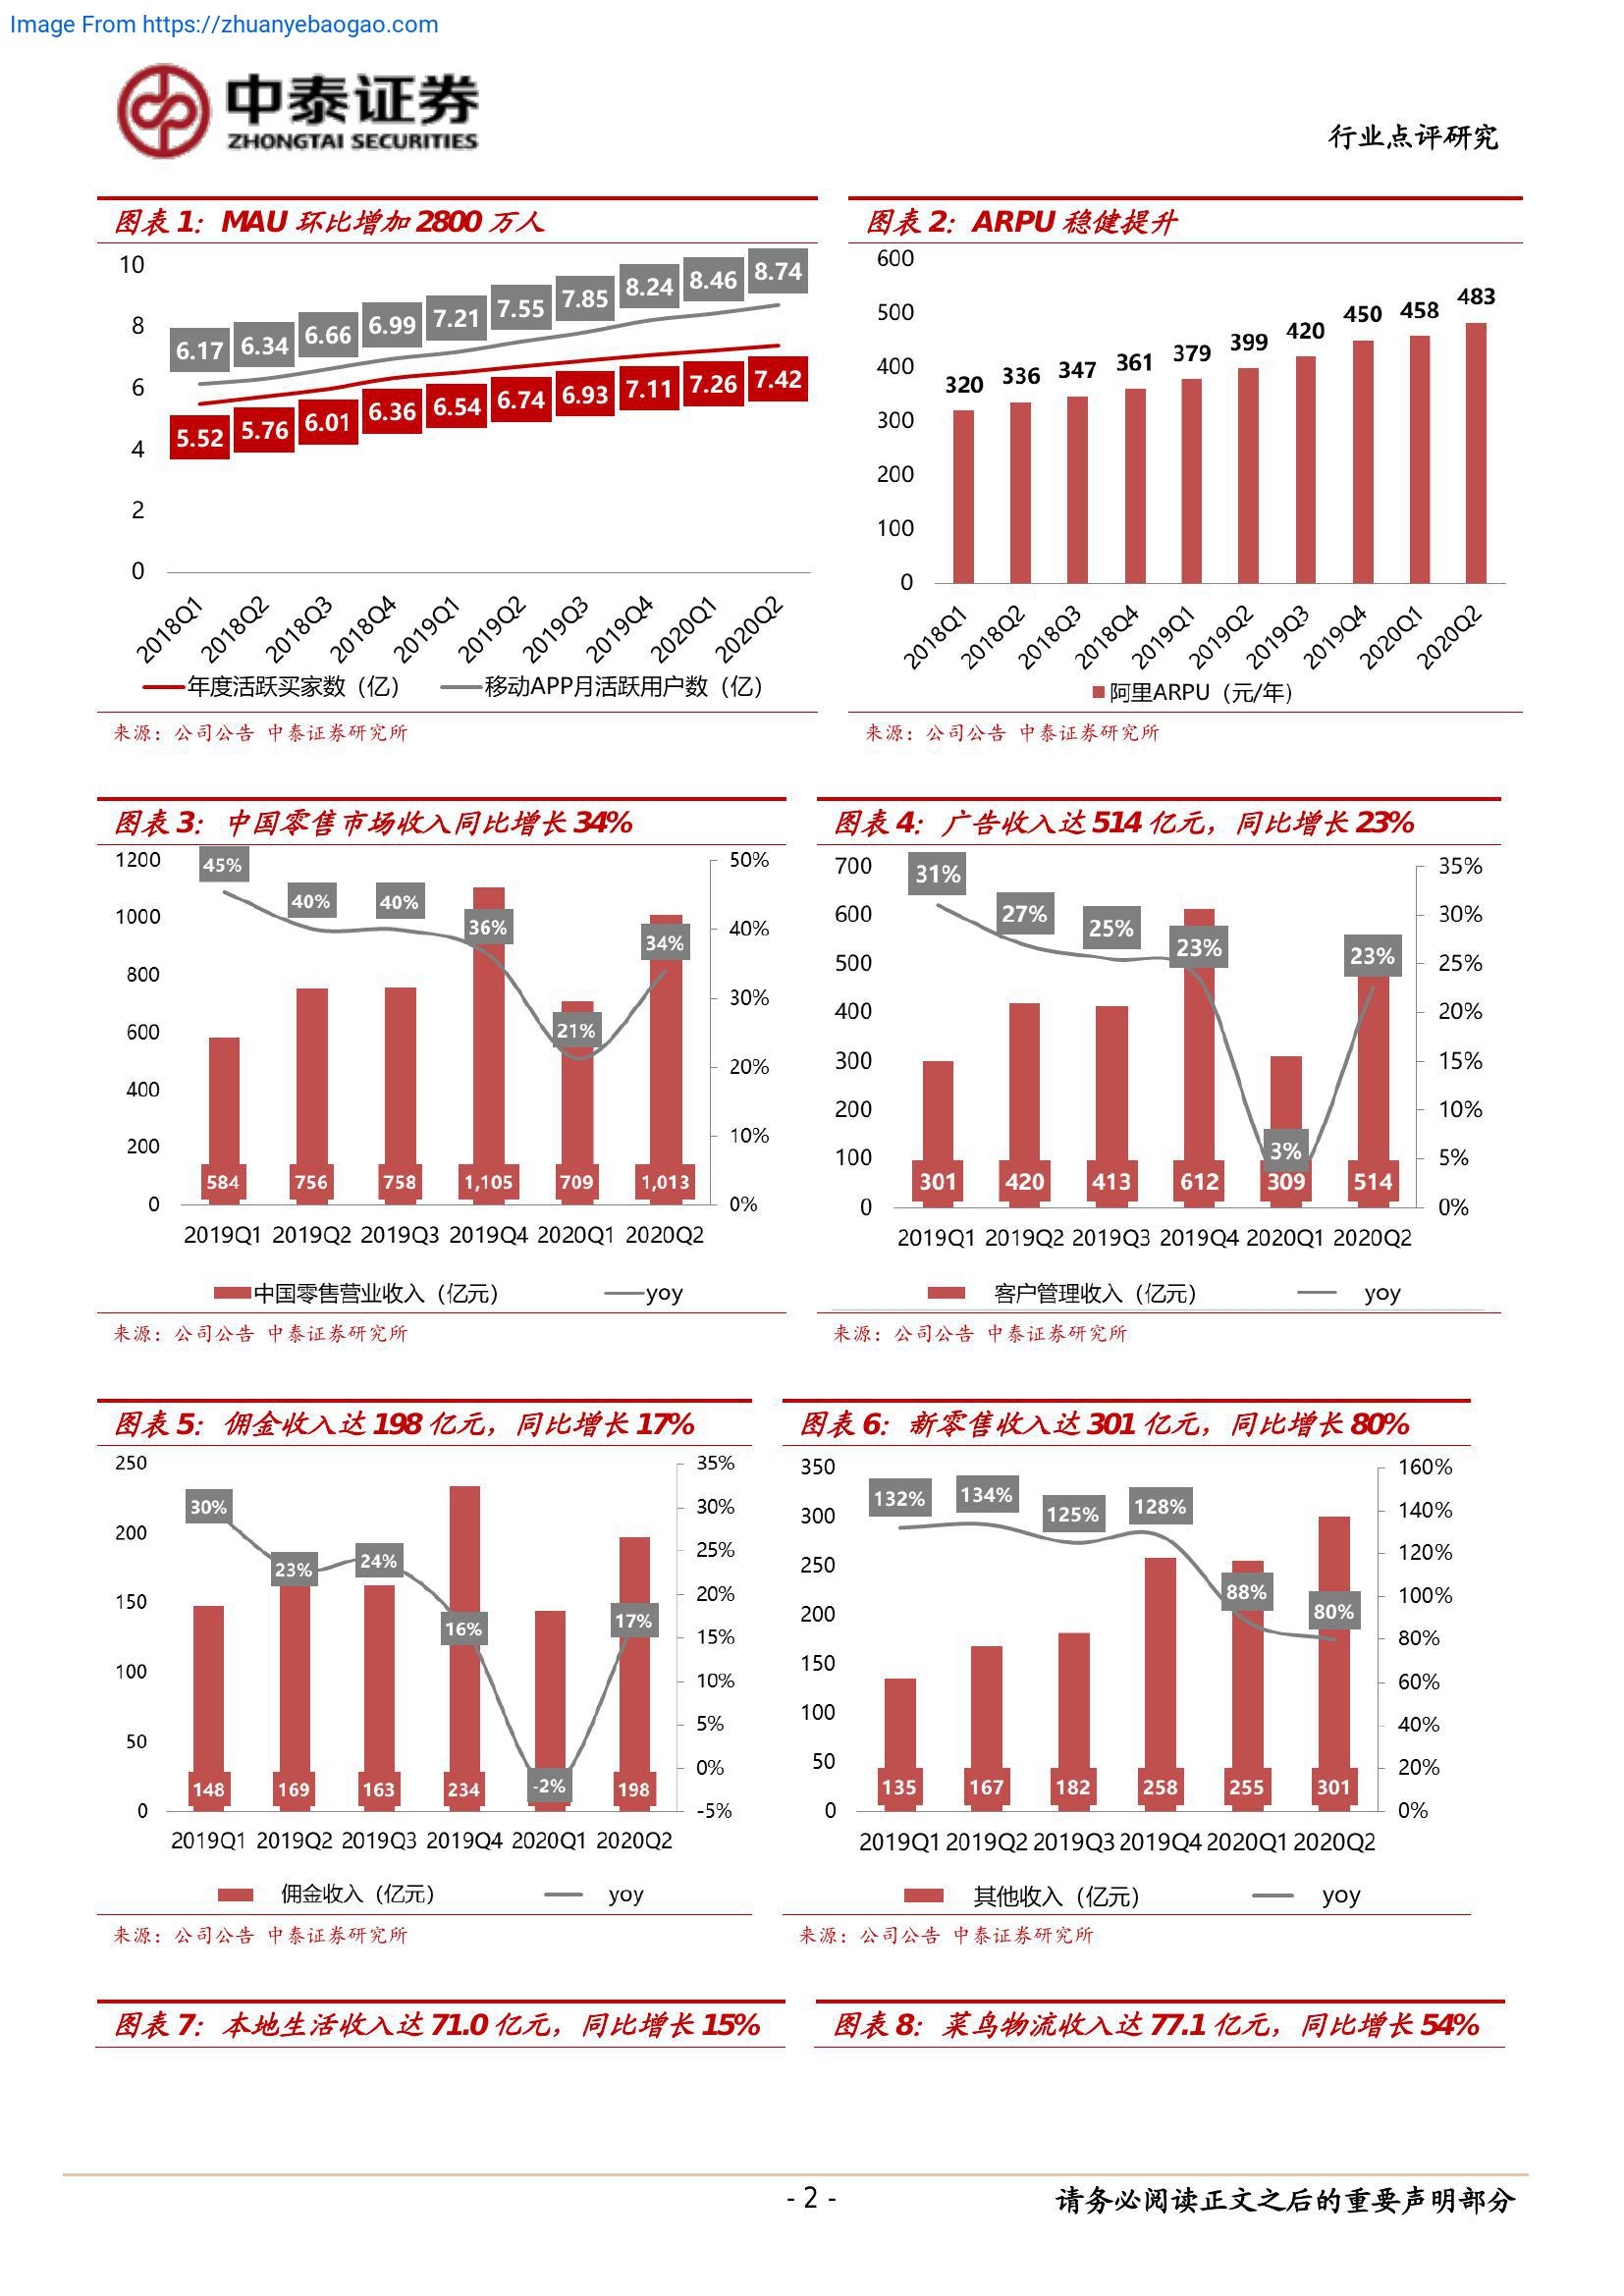 Image From https://zhuanyebaogao.com
中泰证券
ZHONGTAI SECURITIES
行业点评研究
图表 1：MAU 环比增加 2800 万人
10
8
6
4
2
0
6.17 6.34 6.66 6.99 7.21 7.55 7.85 8.24 8.46 8.74
5.52 5.76 6.01 6.36 6.54 6.74 6.93 7.11 7.26 7.42
2018Q1 2018Q2 2018Q3 2018Q4 2019Q1 2019Q2 2019Q3 2019Q4 2020Q1 2020Q2
年度活跃买家数（亿） 移动APP月活跃用户数（亿）
来源：公司公告 中泰证券研究所
图表 2：ARPU 稳健提升
600
500
400
300
200
100
0
320 336 347 361 379 399 420 450 458 483
2018Q1 2018Q2 2018Q3 2018Q4 2019Q1 2019Q2 2019Q3 2019Q4 2020Q1 2020Q2
阿里ARPU（元/年）
来源：公司公告 中泰证券研究所
图表 3：中国零售市场收入同比增长 34%
1200
1000
800
600
400
200
0
45% 40% 40% 36% 21% 34%
584 756 758 1,105 709 1,013
50%
40%
30%
20%
10%
0%
2019Q1 2019Q2 2019Q3 2019Q4 2020Q1 2020Q2
中国零售营业收入（亿元） yoy
来源：公司公告 中泰证券研究所
图表 4：广告收入达 514 亿元，同比增长 23%
700
600
500
400
300
200
100
0
31% 27% 25% 23% 3% 23%
301 420 413 612 309 514
35%
30%
25%
20%
15%
10%
5%
0%
2019Q1 2019Q2 2019Q3 2019Q4 2020Q1 2020Q2
客户管理收入（亿元） yoy
来源：公司公告 中泰证券研究所
图表 5：佣金收入达 198 亿元，同比增长 17%
250
200
150
100
50
0
30% 23% 24% 16% -2% 17%
148 169 163 234 198
35%
30%
25%
20%
15%
10%
5%
0%
-5%
2019Q1 2019Q2 2019Q3 2019Q4 2020Q1 2020Q2
佣金收入（亿元） yoy
来源：公司公告 中泰证券研究所
图表 6：新零售收入达 301 亿元，同比增长 80%
350
300
250
200
150
100
50
0
132% 134% 125% 128% 88% 80%
135 167 182 258 255 301
160%
140%
120%
100%
80%
60%
40%
20%
0%
2019Q1 2019Q2 2019Q3 2019Q4 2020Q1 2020Q2
其他收入（亿元） yoy
来源：公司公告 中泰证券研究所
图表 7：本地生活收入达 71.0 亿元，同比增长 15%
图表 8：菜鸟物流收入达 77.1 亿元，同比增长 54%
- 2 -
请务必阅读正文之后的重要声明部分